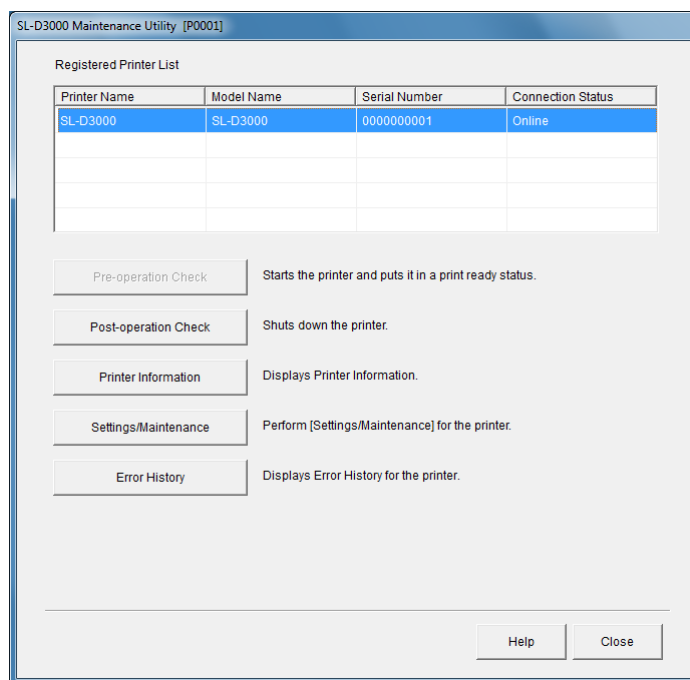 SL-D3000 Maintenance Utility [P0001]
Registered Printer List
Printer Name Model Name Serial Number Connection Status
SL-D3000 SL-D3000 0000000001 Online
Pre-operation Check Starts the printer and puts it in a print ready status.
Post-operation Check Shuts down the printer.
Printer Information Displays Printer Information.
Settings/Maintenance Perform [Settings/Maintenance] for the printer.
Error History Displays Error History for the printer.
Help Close